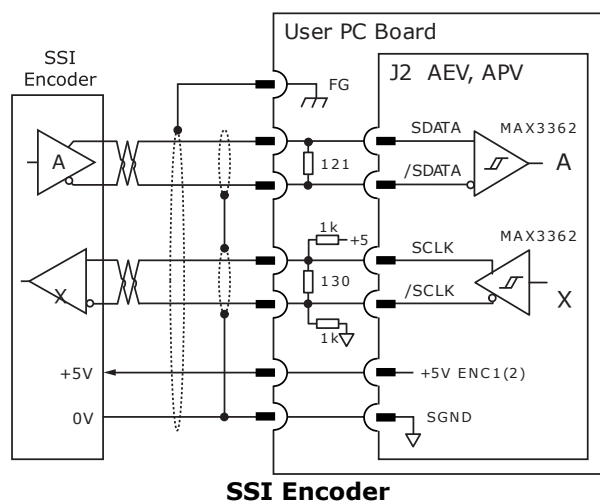 User PC Board
SSI
Encoder
J2 AEV, APV
FG
SDATA
MAX3362
A
121
A
/SDATA
1k
+5
SCLK
MAX3362
X
130
X
/SCLK
1k
+5V
+5V ENC1(2)
0V
SGND
SSI Encoder